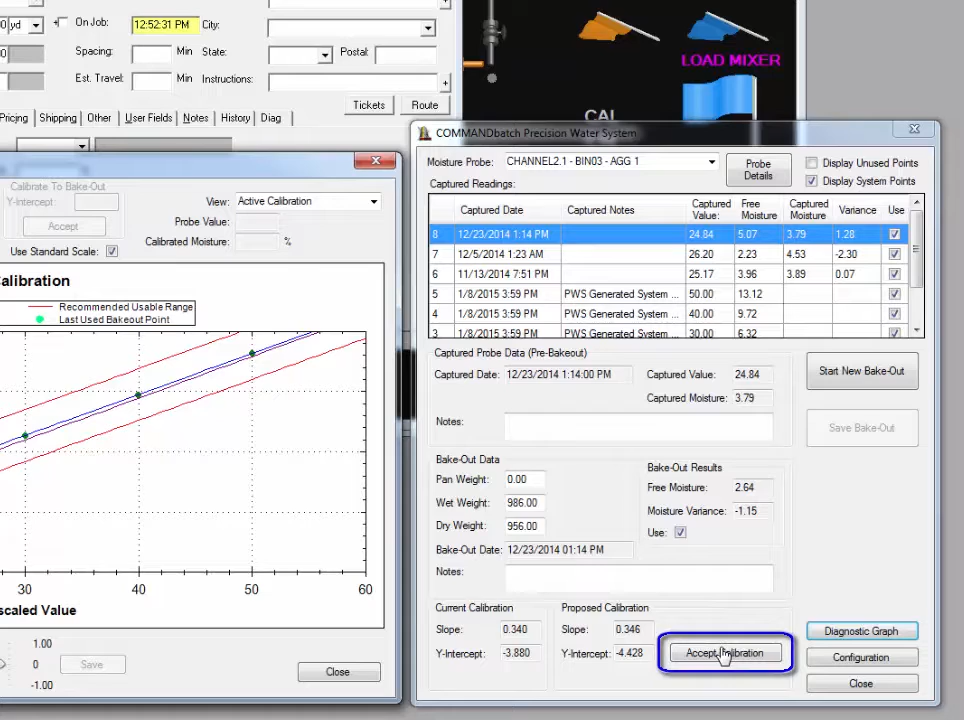 0 yd On Job: 12:52:31 PM City:
Spacing: Min State: Postal:
Est. Travel: Min Instructions:
Tickets Route
Pricing Shipping Other User Fields Notes History Diag
LOAD MIXER
CAL
Calibrate To Bake-Out
Y-Intercept:
Accept
Use Standard Scale:
View: Active Calibration
Probe Value:
Calibrated Moisture: %
Calibration
Recommended Usable Range
Last Used Bakeout Point
30 40 50 60
scaled Value
1.00
0
-1.00
Save
Close
COMMANDbatch Precision Water System
Moisture Probe: CHANNEL2.1 - BIN03 - AGG 1
Probe Details
Display Unused Points
Display System Points
Captured Readings:
Captured Date Captured Notes Captured Value: Free Moisture Captured Moisture Variance Use
8 12/23/2014 1:14 PM 24.84 5.07 3.79 1.28
7 12/5/2014 1:23 AM 26.20 2.23 4.53 -2.30
6 11/13/2014 7:51 PM 25.17 3.96 3.89 0.07
5 1/8/2015 3:59 PM PWS Generated System ... 50.00 13.12
4 1/8/2015 3:59 PM PWS Generated System ... 40.00 9.72
3 1/8/2015 3:59 PM PWS Generated System ... 30.00 6.32
Captured Probe Data (Pre-Bakeout)
Captured Date: 12/23/2014 1:14:00 PM Captured Value: 24.84
Captured Moisture: 3.79
Notes:
Start New Bake-Out
Save Bake-Out
Bake-Out Data
Pan Weight: 0.00
Wet Weight: 986.00
Dry Weight: 956.00
Bake-Out Date: 12/23/2014 01:14 PM
Notes:
Bake-Out Results
Free Moisture: 2.64
Moisture Variance: -1.15
Use:
Current Calibration
Slope: 0.340
Y-Intercept: -3.880
Proposed Calibration
Slope: 0.346
Y-Intercept: -4.428
Accept Calibration
Diagnostic Graph
Configuration
Close